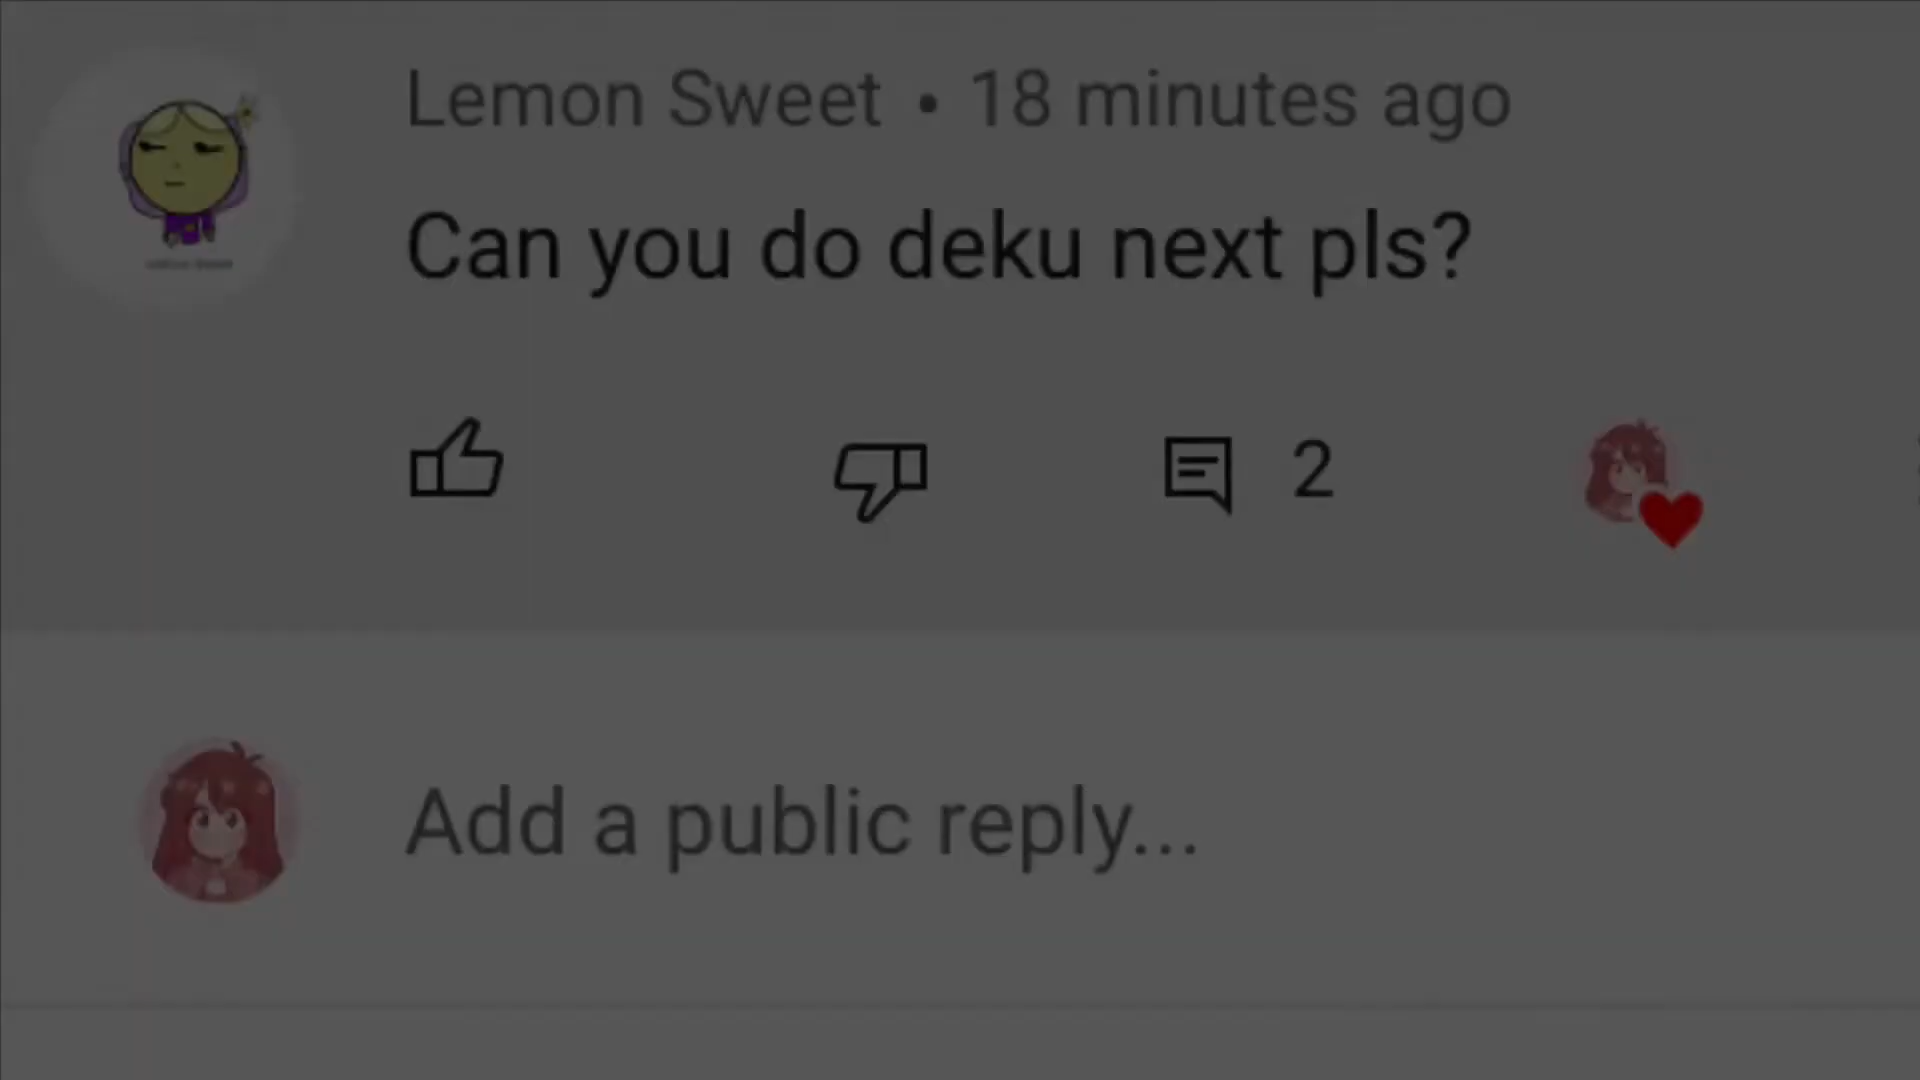 Lemon Sweet • 18 minutes ago
Can you do deku next pls?
2
Add a public reply...